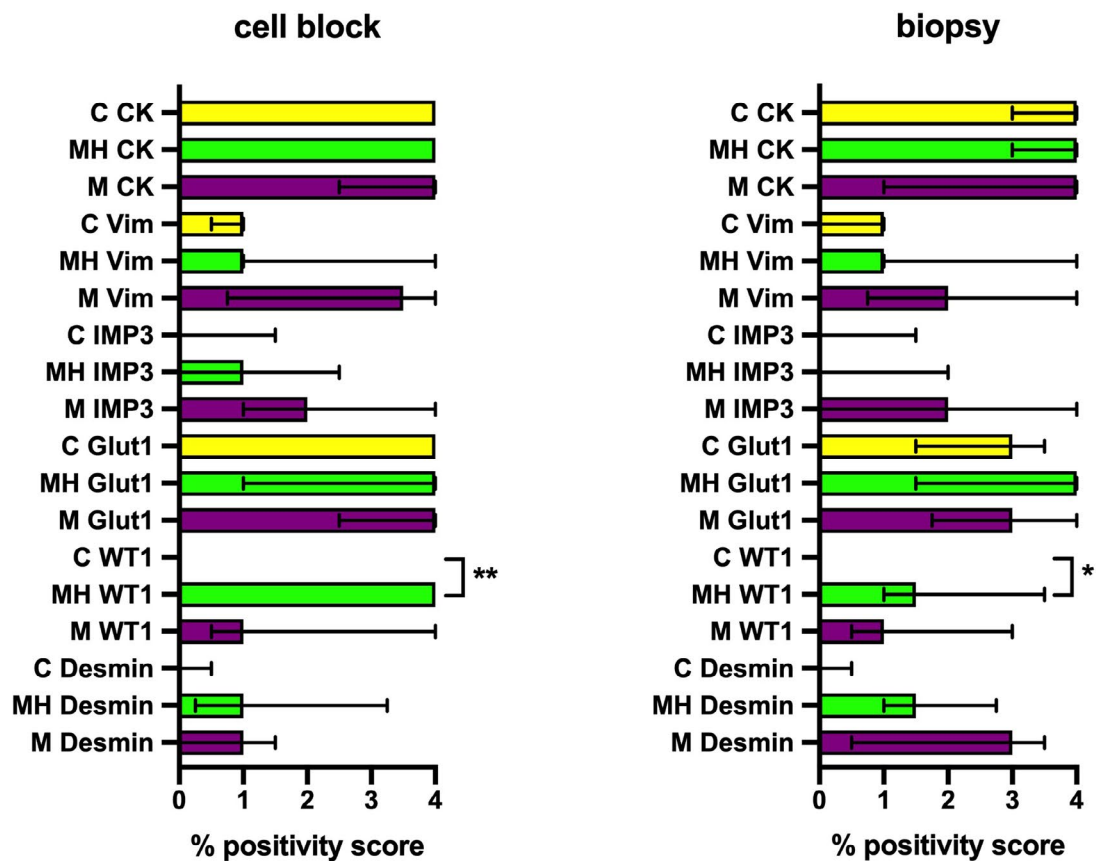 cell block
C CK
MH CK
M CK
C Vim
MH Vim
M Vim
C IMP3
MH IMP3
M IMP3
C Glut1
MH Glut1
M Glut1
C WT1
MH WT1
M WT1
C Desmin
MH Desmin
M Desmin
**
0 1 2 3 4
% positivity score
biopsy
C CK
MH CK
M CK
C Vim
MH Vim
M Vim
C IMP3
MH IMP3
M IMP3
C Glut1
MH Glut1
M Glut1
C WT1
MH WT1
M WT1
C Desmin
MH Desmin
M Desmin
*
0 1 2 3 4
% positivity score